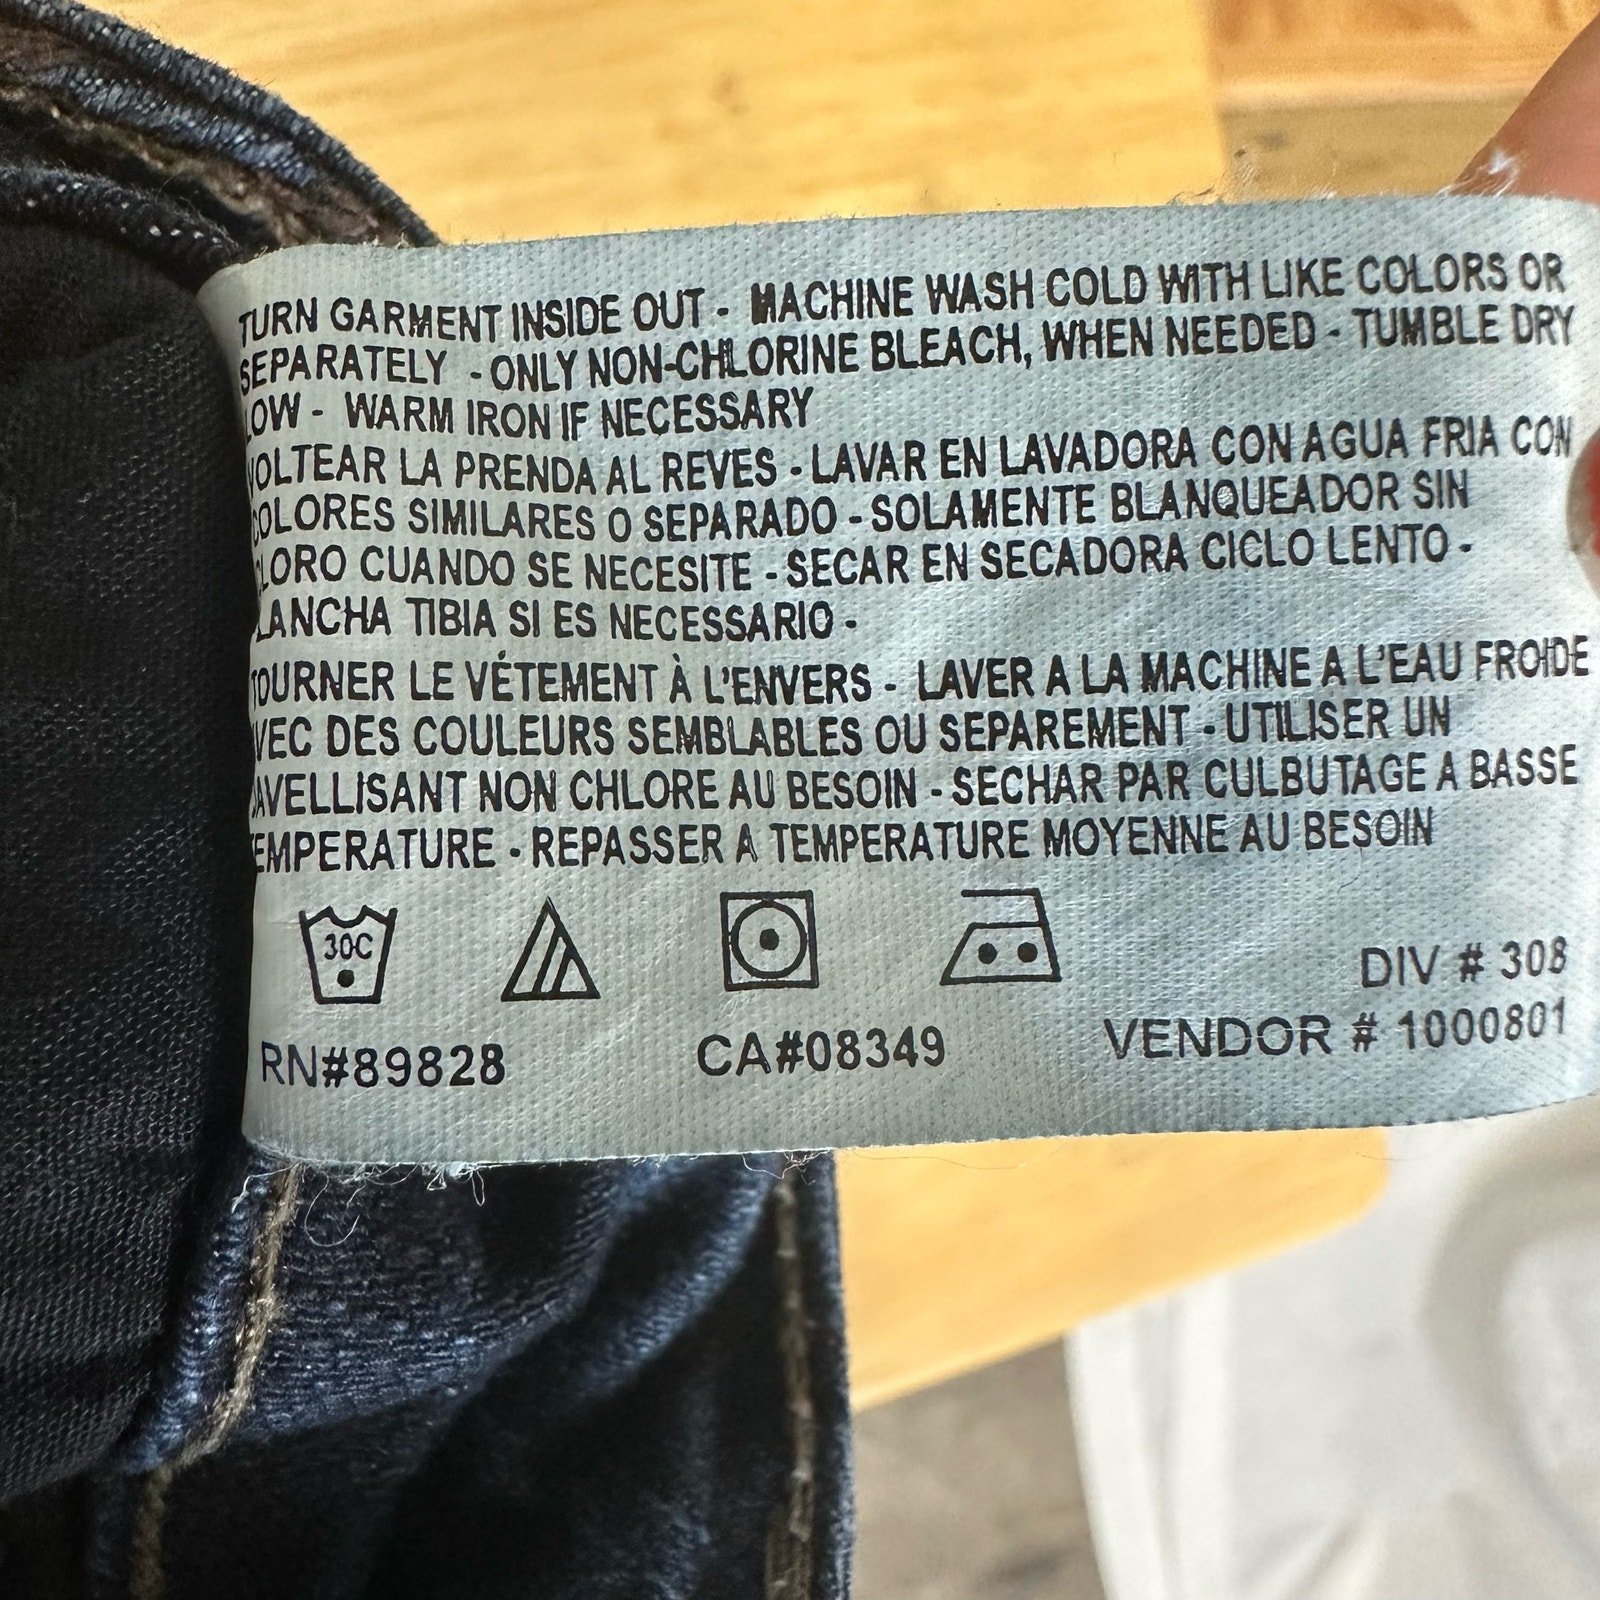 TURN GARMENT INSIDE OUT - MACHINE WASH COLD WITH LIKE COLORS OR
SEPARATELY - ONLY NON-CHLORINE BLEACH, WHEN NEEDED - TUMBLE DRY
LOW - WARM IRON IF NECESSARY
VOLTEAR LA PRENDA AL REVES - LAVAR EN LAVADORA CON AGUA FRIA CON
COLORES SIMILARES O SEPARADO - SOLAMENTE BLANQUEADOR SIN
CLORO CUANDO SE NECESITE - SECAR EN SECADORA CICLO LENTO -
LANCHA TIBIA SI ES NECESSARIO -
TOURNER LE VÉTEMENT À L'ENVERS - LAVER A LA MACHINE A L'EAU FROIDE
AVEC DES COULEURS SEMBLABLES OU SEPAREMENT - UTILISER UN
JAVELLISANT NON CHLORE AU BESOIN - SECHAR PAR CULBUTAGE A BASSE
TEMPERATURE - REPASSER A TEMPERATURE MOYENNE AU BESOIN
30C
DIV # 308
RN#89828 CA#08349 VENDOR # 1000801